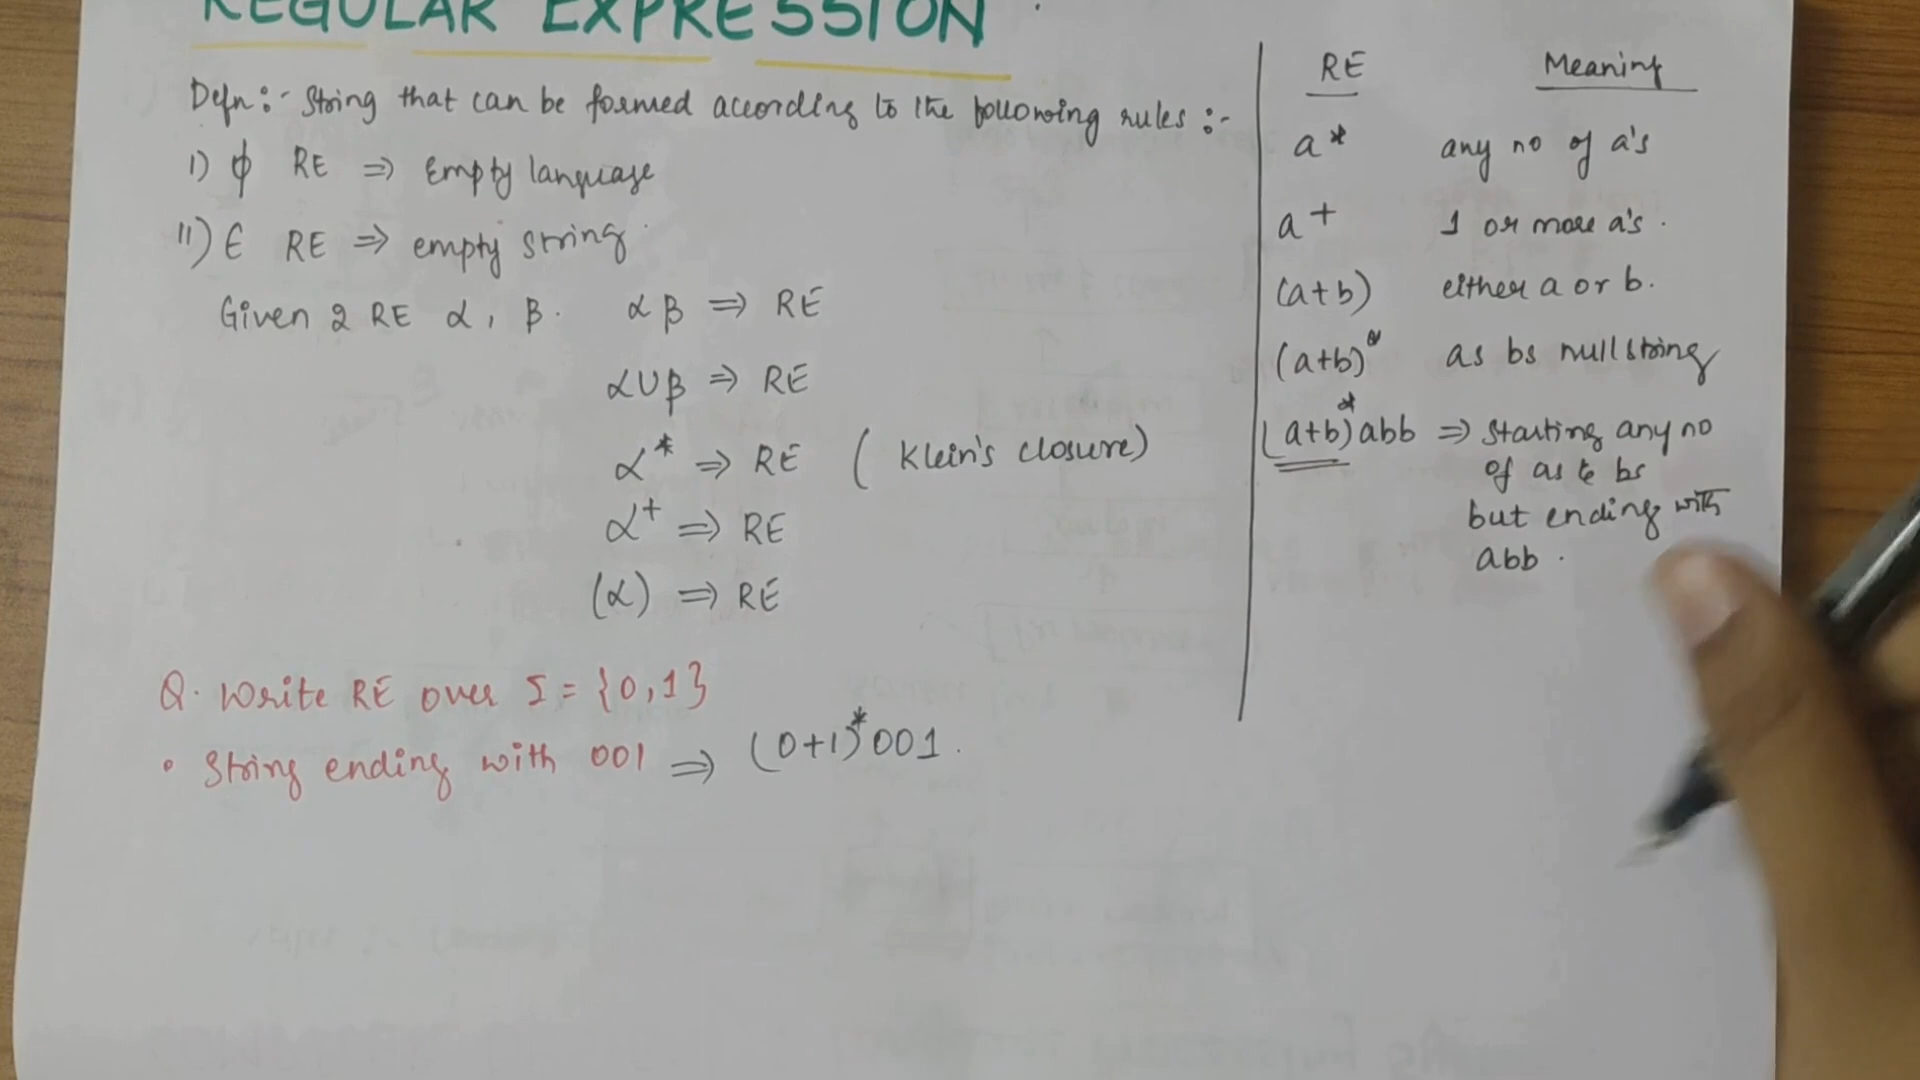 REGULAR EXPRESSION
Defn :- String that can be formed according to the following rules :-
i) ϕ RE ⇒ Empty language
ii) ϵ RE ⇒ empty string.
Given 2 RE α, β. αβ ⇒ RE
α∪β ⇒ RE
α* ⇒ RE ( Klein's closure)
α+ ⇒ RE
(α) ⇒ RE
Q. Write RE over Σ = {0,1}
• String ending with 001 ⇒ (0+1)*001.
RE Meaning
a* any no of a's
a+ 1 or more a's.
(a+b) either a or b.
(a+b)* as bs null string
(a+b)*abb ⇒ Starting any no
of as & bs
but ending with
abb.